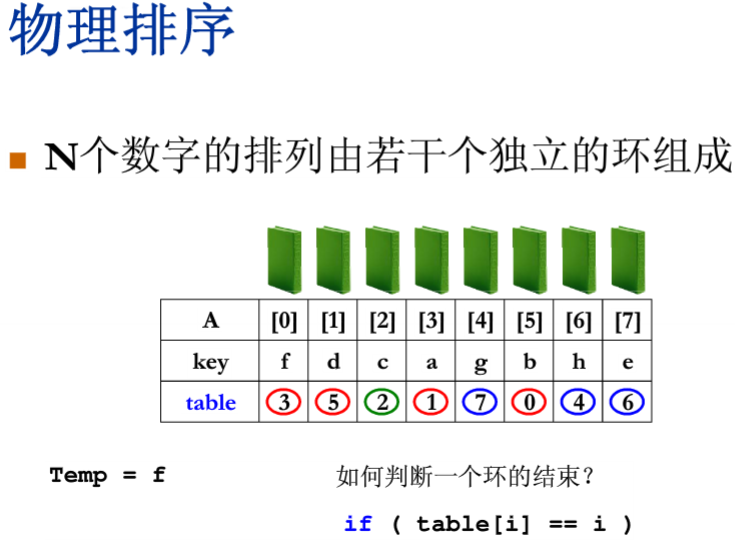 物理排序
N个数字的排列由若干个独立的环组成
A [0] [1] [2] [3] [4] [5] [6] [7]
key f d c a g b h e
table 3 5 2 1 7 0 4 6
Temp = f 如何判断一个环的结束？
if ( table[i] == i )